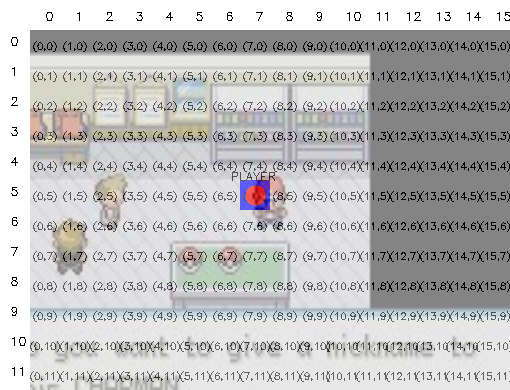 0 1 2 3 4 5 6 7 8 9 10 11 12 13 14 15
0 (0,0) (1,0) (2,0) (3,0) (4,0) (5,0) (6,0) (7,0) (8,0) (9,0) (10,0) (11,0) (12,0) (13,0) (14,0) (15,0)
1 (0,1) (1,1) (2,1) (3,1) (4,1) (5,1) (6,1) (7,1) (8,1) (9,1) (10,1) (11,1) (12,1) (13,1) (14,1) (15,1)
2 (0,2) (1,2) (2,2) (3,2) (4,2) (5,2) (6,2) (7,2) (8,2) (9,2) (10,2) (11,2) (12,2) (13,2) (14,2) (15,2)
3 (0,3) (1,3) (2,3) (3,3) (4,3) (5,3) (6,3) (7,3) (8,3) (9,3) (10,3) (11,3) (12,3) (13,3) (14,3) (15,3)
4 (0,4) (1,4) (2,4) (3,4) (4,4) (5,4) (6,4) (7,4) (8,4) (9,4) (10,4) (11,4) (12,4) (13,4) (14,4) (15,4)
PLAYER
5 (0,5) (1,5) (2,5) (3,5) (4,5) (5,5) (6,5) (8,5) (9,5) (10,5) (11,5) (12,5) (13,5) (14,5) (15,5)
6 (0,6) (1,6) (2,6) (3,6) (4,6) (5,6) (6,6) (7,6) (8,6) (9,6) (10,6) (11,6) (12,6) (13,6) (14,6) (15,6)
7 (0,7) (1,7) (2,7) (3,7) (4,7) (5,7) (6,7) (7,7) (8,7) (9,7) (10,7) (11,7) (12,7) (13,7) (14,7) (15,7)
8 (0,8) (1,8) (2,8) (3,8) (4,8) (5,8) (6,8) (7,8) (8,8) (9,8) (10,8) (11,8) (12,8) (13,8) (14,8) (15,8)
9 (0,9) (1,9) (2,9) (3,9) (4,9) (5,9) (6,9) (7,9) (8,9) (9,9) (10,9) (11,9) (12,9) (13,9) (14,9) (15,9)
10 (0,10) (1,10) (2,10) (3,10) (4,10) (5,10) (6,10) (7,10) (8,10) (9,10) (10,10) (11,10) (12,10) (13,10) (14,10) (15,10)
you want to give a nickname to
11 (0,11) (1,11) (2,11) (3,11) (4,11) (5,11) (6,11) (7,11) (8,11) (9,11) (10,11) (11,11) (12,11) (13,11) (14,11) (15,11)